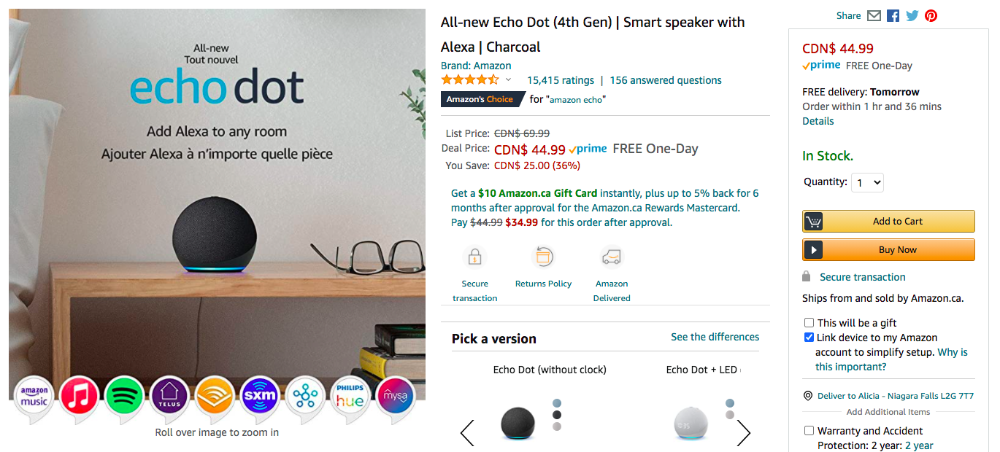 All-new
Tout nouvel
echo dot
Add Alexa to any room
Ajouter Alexa à n'importe quelle pièce
amazon music
TELUS
sxm
PHILIPS hue
mysa
Roll over image to zoom in
All-new Echo Dot (4th Gen) | Smart speaker with
Alexa | Charcoal
Brand: Amazon
15,415 ratings | 156 answered questions
Amazon's Choice for "amazon echo"
List Price: CDN$ 69.99
Deal Price: CDN$ 44.99 prime FREE One-Day
You Save: CDN$ 25.00 (36%)
Get a $10 Amazon.ca Gift Card instantly, plus up to 5% back for 6
months after approval for the Amazon.ca Rewards Mastercard.
Pay $44.99 $34.99 for this order after approval.
Secure transaction
Returns Policy
Amazon Delivered
Pick a version
See the differences
Echo Dot (without clock)
Echo Dot + LED
Share
CDN$ 44.99
prime FREE One-Day
FREE delivery: Tomorrow
Order within 1 hr and 36 mins
Details
In Stock.
Quantity: 1
Add to Cart
Buy Now
Secure transaction
Ships from and sold by Amazon.ca.
This will be a gift
Link device to my Amazon
account to simplify setup. Why is
this important?
Deliver to Alicia - Niagara Falls L2G 7T7
Add Additional Items
Warranty and Accident
Protection: 2 year: 2 year